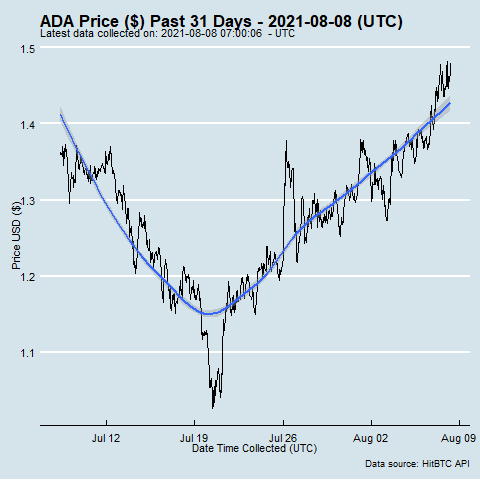 ADA Price ($) Past 31 Days - 2021-08-08 (UTC)
Latest data collected on: 2021-08-08 07:00:06  - UTC
1.5
1.4
1.3
1.2
1.1
Price USD ($)
Jul 12
Jul 19
Jul 26
Aug 02
Aug 09
Date Time Collected (UTC)
Data source: HitBTC API